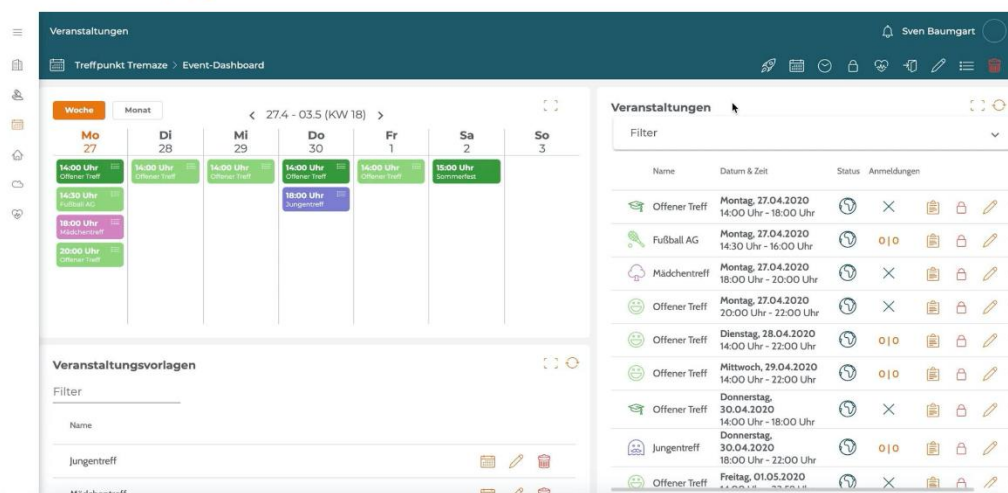 Veranstaltungen
Sven Baumgart
Treffpunkt Tremaze > Event-Dashboard
Woche
Monat
27.4 - 03.5 (KW 18)
Mo
27
Di
28
Mi
29
Do
30
Fr
1
Sa
2
So
3
14:00 Uhr
Offener Treff
14:30 Uhr
Fußball AG
18:00 Uhr
Mädchentreff
20:00 Uhr
Offener Treff
14:00 Uhr
Offener Treff
14:00 Uhr
Offener Treff
14:00 Uhr
Offener Treff
18:00 Uhr
Jungentreff
14:00 Uhr
Offener Treff
15:00 Uhr
Sommerfest
Veranstaltungsvorlagen
Filter
Name
Jungentreff
Mädchentreff
Veranstaltungen
Filter
Name Datum & Zeit Status Anmeldungen
Offener Treff Montag, 27.04.2020
14:00 Uhr - 18:00 Uhr
Fußball AG Montag, 27.04.2020
14:30 Uhr - 16:00 Uhr 0|0
Mädchentreff Montag, 27.04.2020
18:00 Uhr - 20:00 Uhr
Offener Treff Montag, 27.04.2020
20:00 Uhr - 22:00 Uhr
Offener Treff Dienstag, 28.04.2020
14:00 Uhr - 22:00 Uhr 0|0
Offener Treff Mittwoch, 29.04.2020
14:00 Uhr - 22:00 Uhr 0|0
Offener Treff Donnerstag,
30.04.2020
14:00 Uhr - 18:00 Uhr
Jungentreff Donnerstag,
30.04.2020
18:00 Uhr - 22:00 Uhr 0|0
Offener Treff Freitag, 01.05.2020